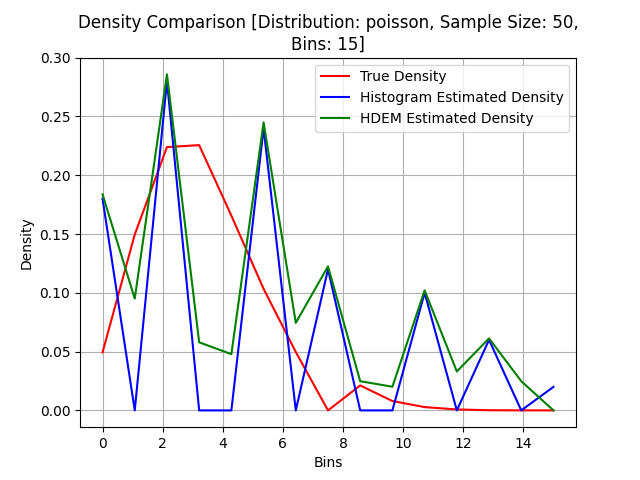 Density Comparison [Distribution: poisson, Sample Size: 50,
Bins: 15]
True Density
Histogram Estimated Density
HDEM Estimated Density
Density
0.30
0.25
0.20
0.15
0.10
0.05
0.00
0 2 4 6 8 10 12 14
Bins